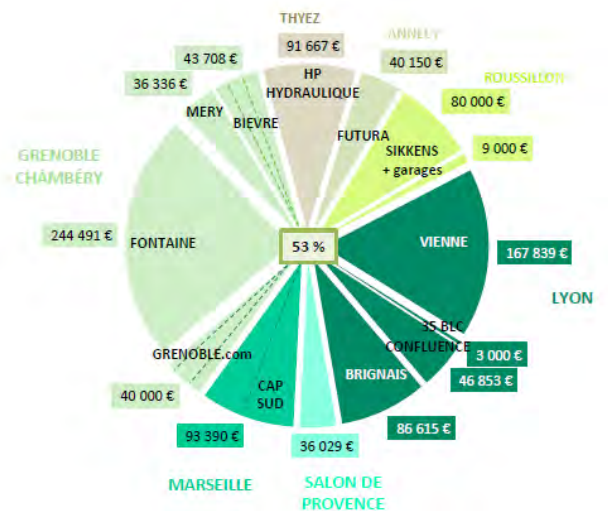 THYEZ
91 667 €
HP
HYDRAULIQUE
ANNECY
40 150 €
FUTURA
ROUSSILLON
80 000 €
9 000 €
SIKKENS
+ garages
VIENNE
167 839 €
LYON
35 BLC
CONFLUENCE
3 000 €
46 853 €
BRIGNAIS
86 615 €
36 029 €
SALON DE
PROVENCE
CAP
SUD
93 390 €
MARSEILLE
GRENOBLE.com
40 000 €
FONTAINE
244 491 €
GRENOBLE
CHAMBÉRY
MERY
36 336 €
BIEVRE
43 708 €
53 %